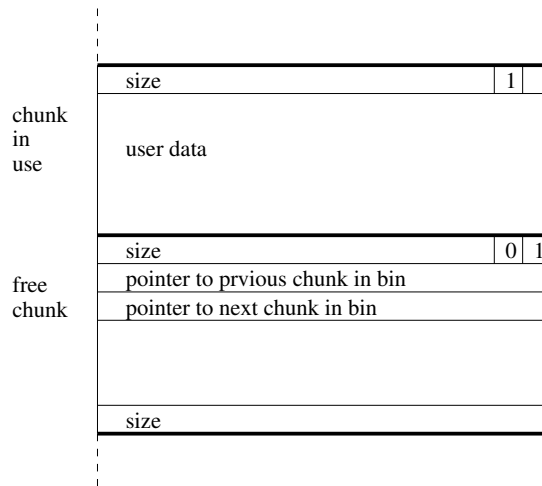 size 1
chunk
in
use
user data
size 0 1
pointer to prvious chunk in bin
free
chunk
pointer to next chunk in bin
size